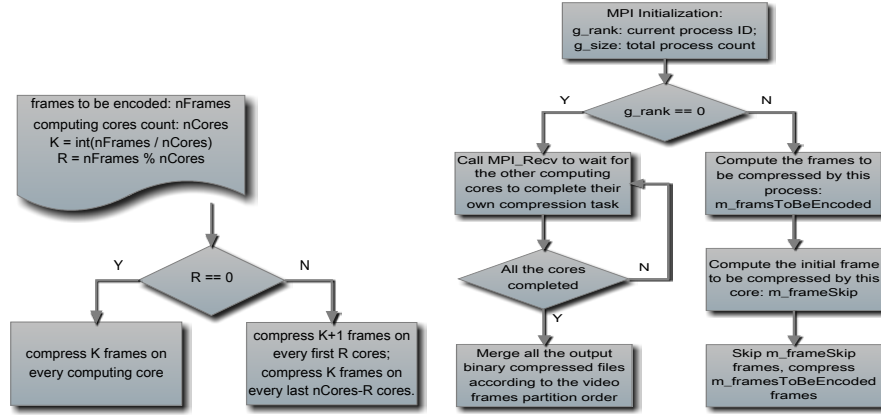 frames to be encoded: nFrames
computing cores count: nCores
K = int(nFrames / nCores)
R = nFrames % nCores
R == 0
Y
N
compress K frames on
every computing core
compress K+1 frames on
every first R cores;
compress K frames on
every last nCores-R cores.
MPI Initialization:
g_rank: current process ID;
g_size: total process count
g_rank == 0
Y
N
Call MPI_Recv to wait for
the other computing
cores to complete their
own compression task
All the cores
completed
N
Y
Merge all the output
binary compressed files
according to the video
frames partition order
Compute the frames to
be compressed by this
process:
m_framsToBeEncoded
Compute the initial frame
to be compressed by this
core: m_frameSkip
Skip m_frameSkip
frames, compress
m_framesToBeEncoded
frames